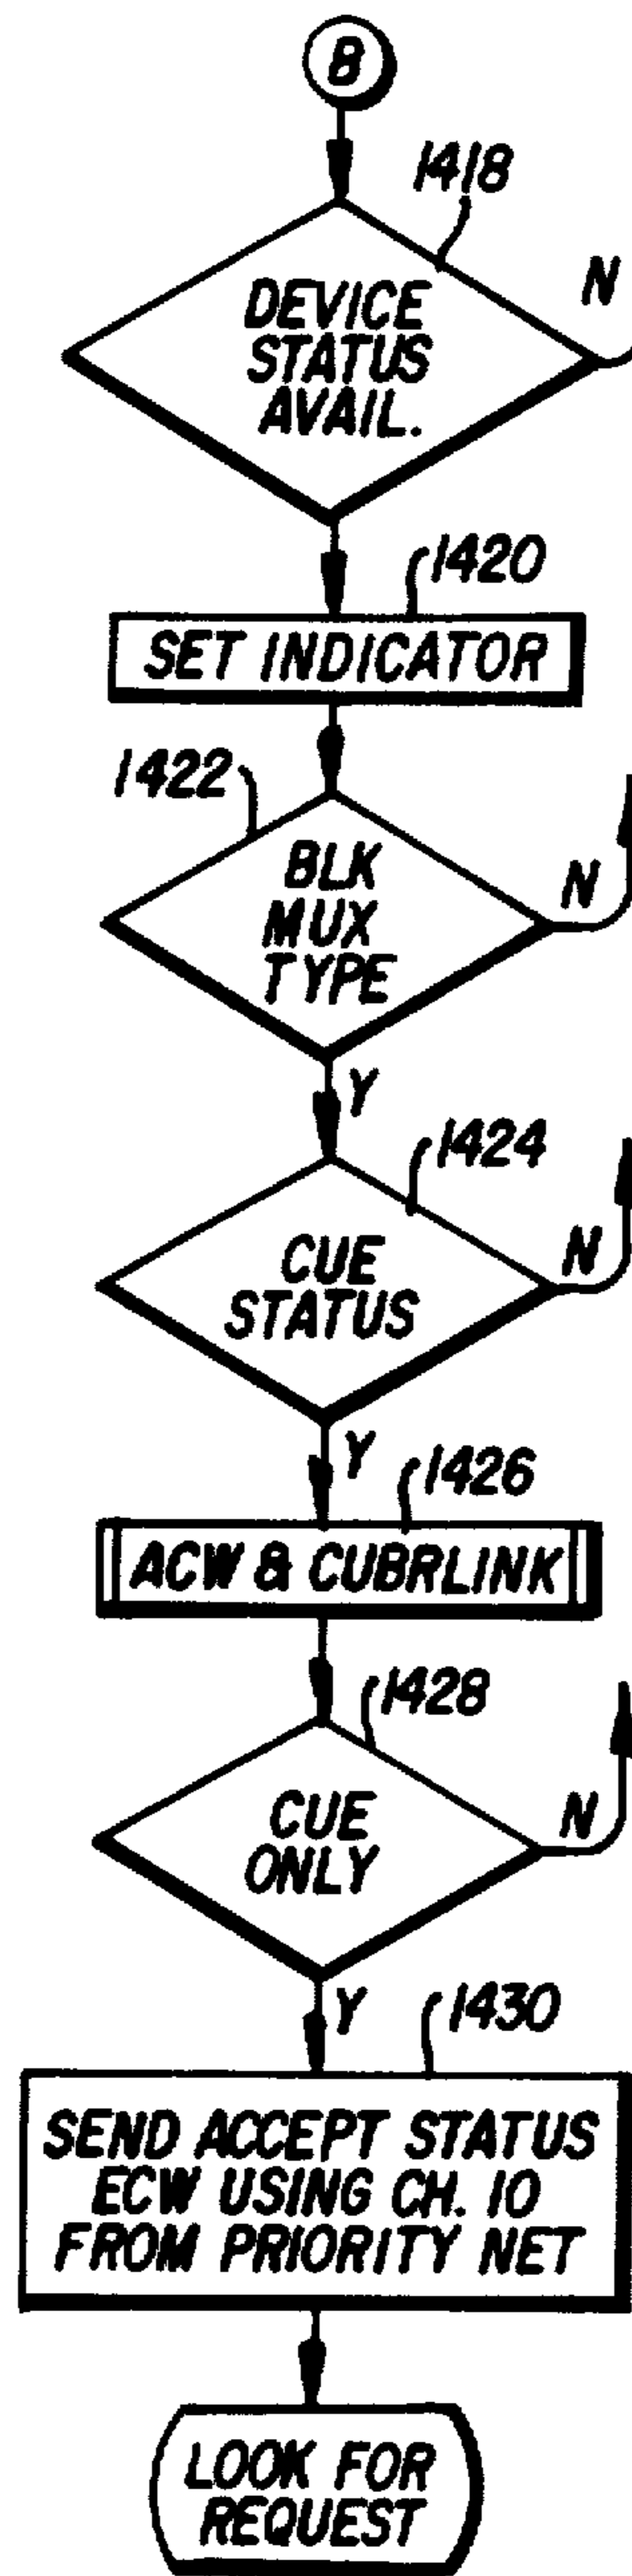 B
1418
DEVICE
STATUS
AVAIL.
N
1420
SET INDICATOR
1422
BLK
MUX
TYPE
N
Y
1424
CUE
STATUS
N
Y
1426
ACW & CUBRLINK
1428
CUE
ONLY
N
Y
1430
SEND ACCEPT STATUS
ECW USING CH. 10
FROM PRIORITY NET
LOOK FOR
REQUEST